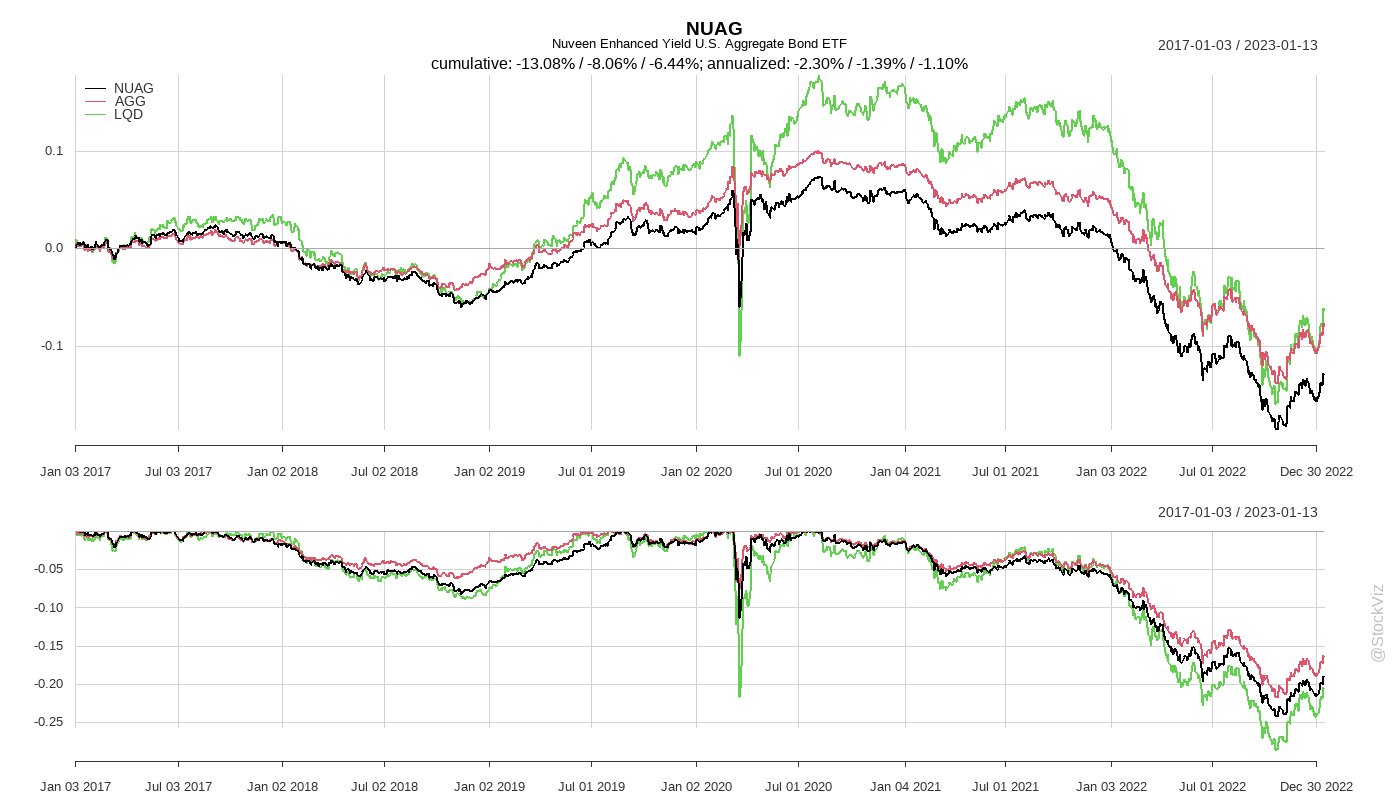 NUAG
Nuveen Enhanced Yield U.S. Aggregate Bond ETF
2017-01-03 / 2023-01-13
cumulative: -13.08% / -8.06% / -6.44%; annualized: -2.30% / -1.39% / -1.10%
NUAG
AGG
LQD
0.1
0.0
-0.1
Jan 03 2017 Jul 03 2017 Jan 02 2018 Jul 02 2018 Jan 02 2019 Jul 01 2019 Jan 02 2020 Jul 01 2020 Jan 04 2021 Jul 01 2021 Jan 03 2022 Jul 01 2022 Dec 30 2022
2017-01-03 / 2023-01-13
-0.05
-0.10
-0.15
-0.20
-0.25
Jan 03 2017 Jul 03 2017 Jan 02 2018 Jul 02 2018 Jan 02 2019 Jul 01 2019 Jan 02 2020 Jul 01 2020 Jan 04 2021 Jul 01 2021 Jan 03 2022 Jul 01 2022 Dec 30 2022
@StockViz